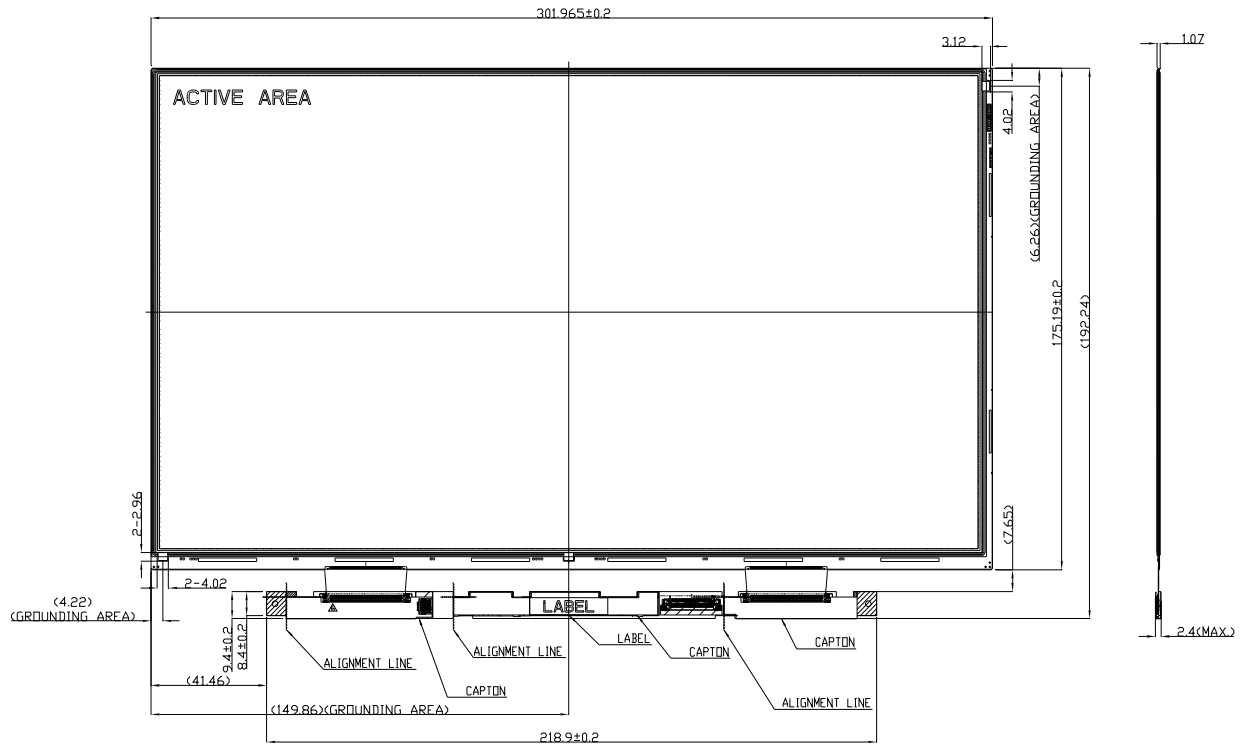 301.965±0.2
3.12
1.07
ACTIVE AREA
4.02
(6.26)(GROUNDING AREA)
175.19±0.2
(192.24)
2-2.96
(7.65)
2-4.02
(4.22)
(GROUNDING AREA)
9.4±0.2
8.4±0.2
LABEL
2.4(MAX.)
LABEL
CAPTON
CAPTON
ALIGNMENT LINE
ALIGNMENT LINE
(41.46)
CAPTON
ALIGNMENT LINE
(149.86)(GROUNDING AREA)
218.9±0.2